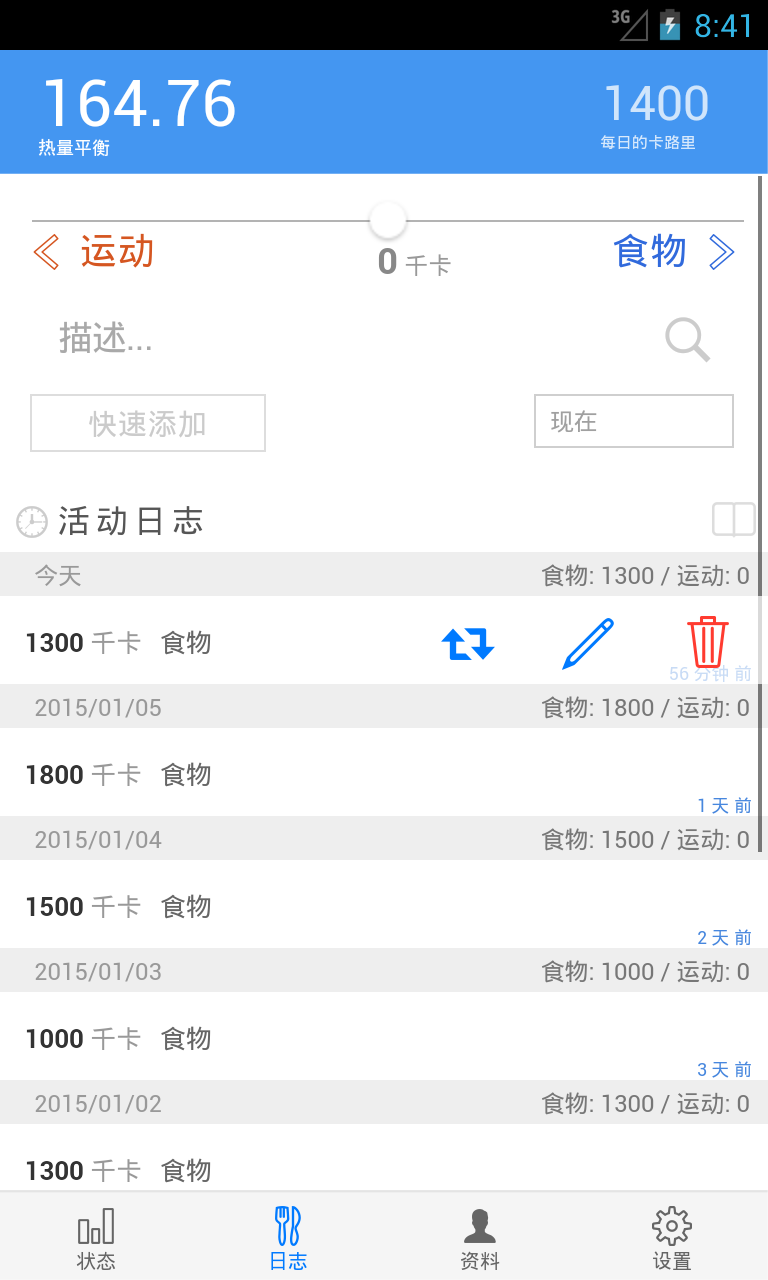 3G 8:41
164.76 1400
热量平衡 每日的卡路里
运动 0 千卡 食物
描述...
快速添加 现在
活动日志
今天 食物: 1300 / 运动: 0
1300 千卡 食物
56 分钟 前
2015/01/05 食物: 1800 / 运动: 0
1800 千卡 食物
1 天 前
2015/01/04 食物: 1500 / 运动: 0
1500 千卡 食物
2 天 前
2015/01/03 食物: 1000 / 运动: 0
1000 千卡 食物
3 天 前
2015/01/02 食物: 1300 / 运动: 0
1300 千卡 食物
状态 日志 资料 设置